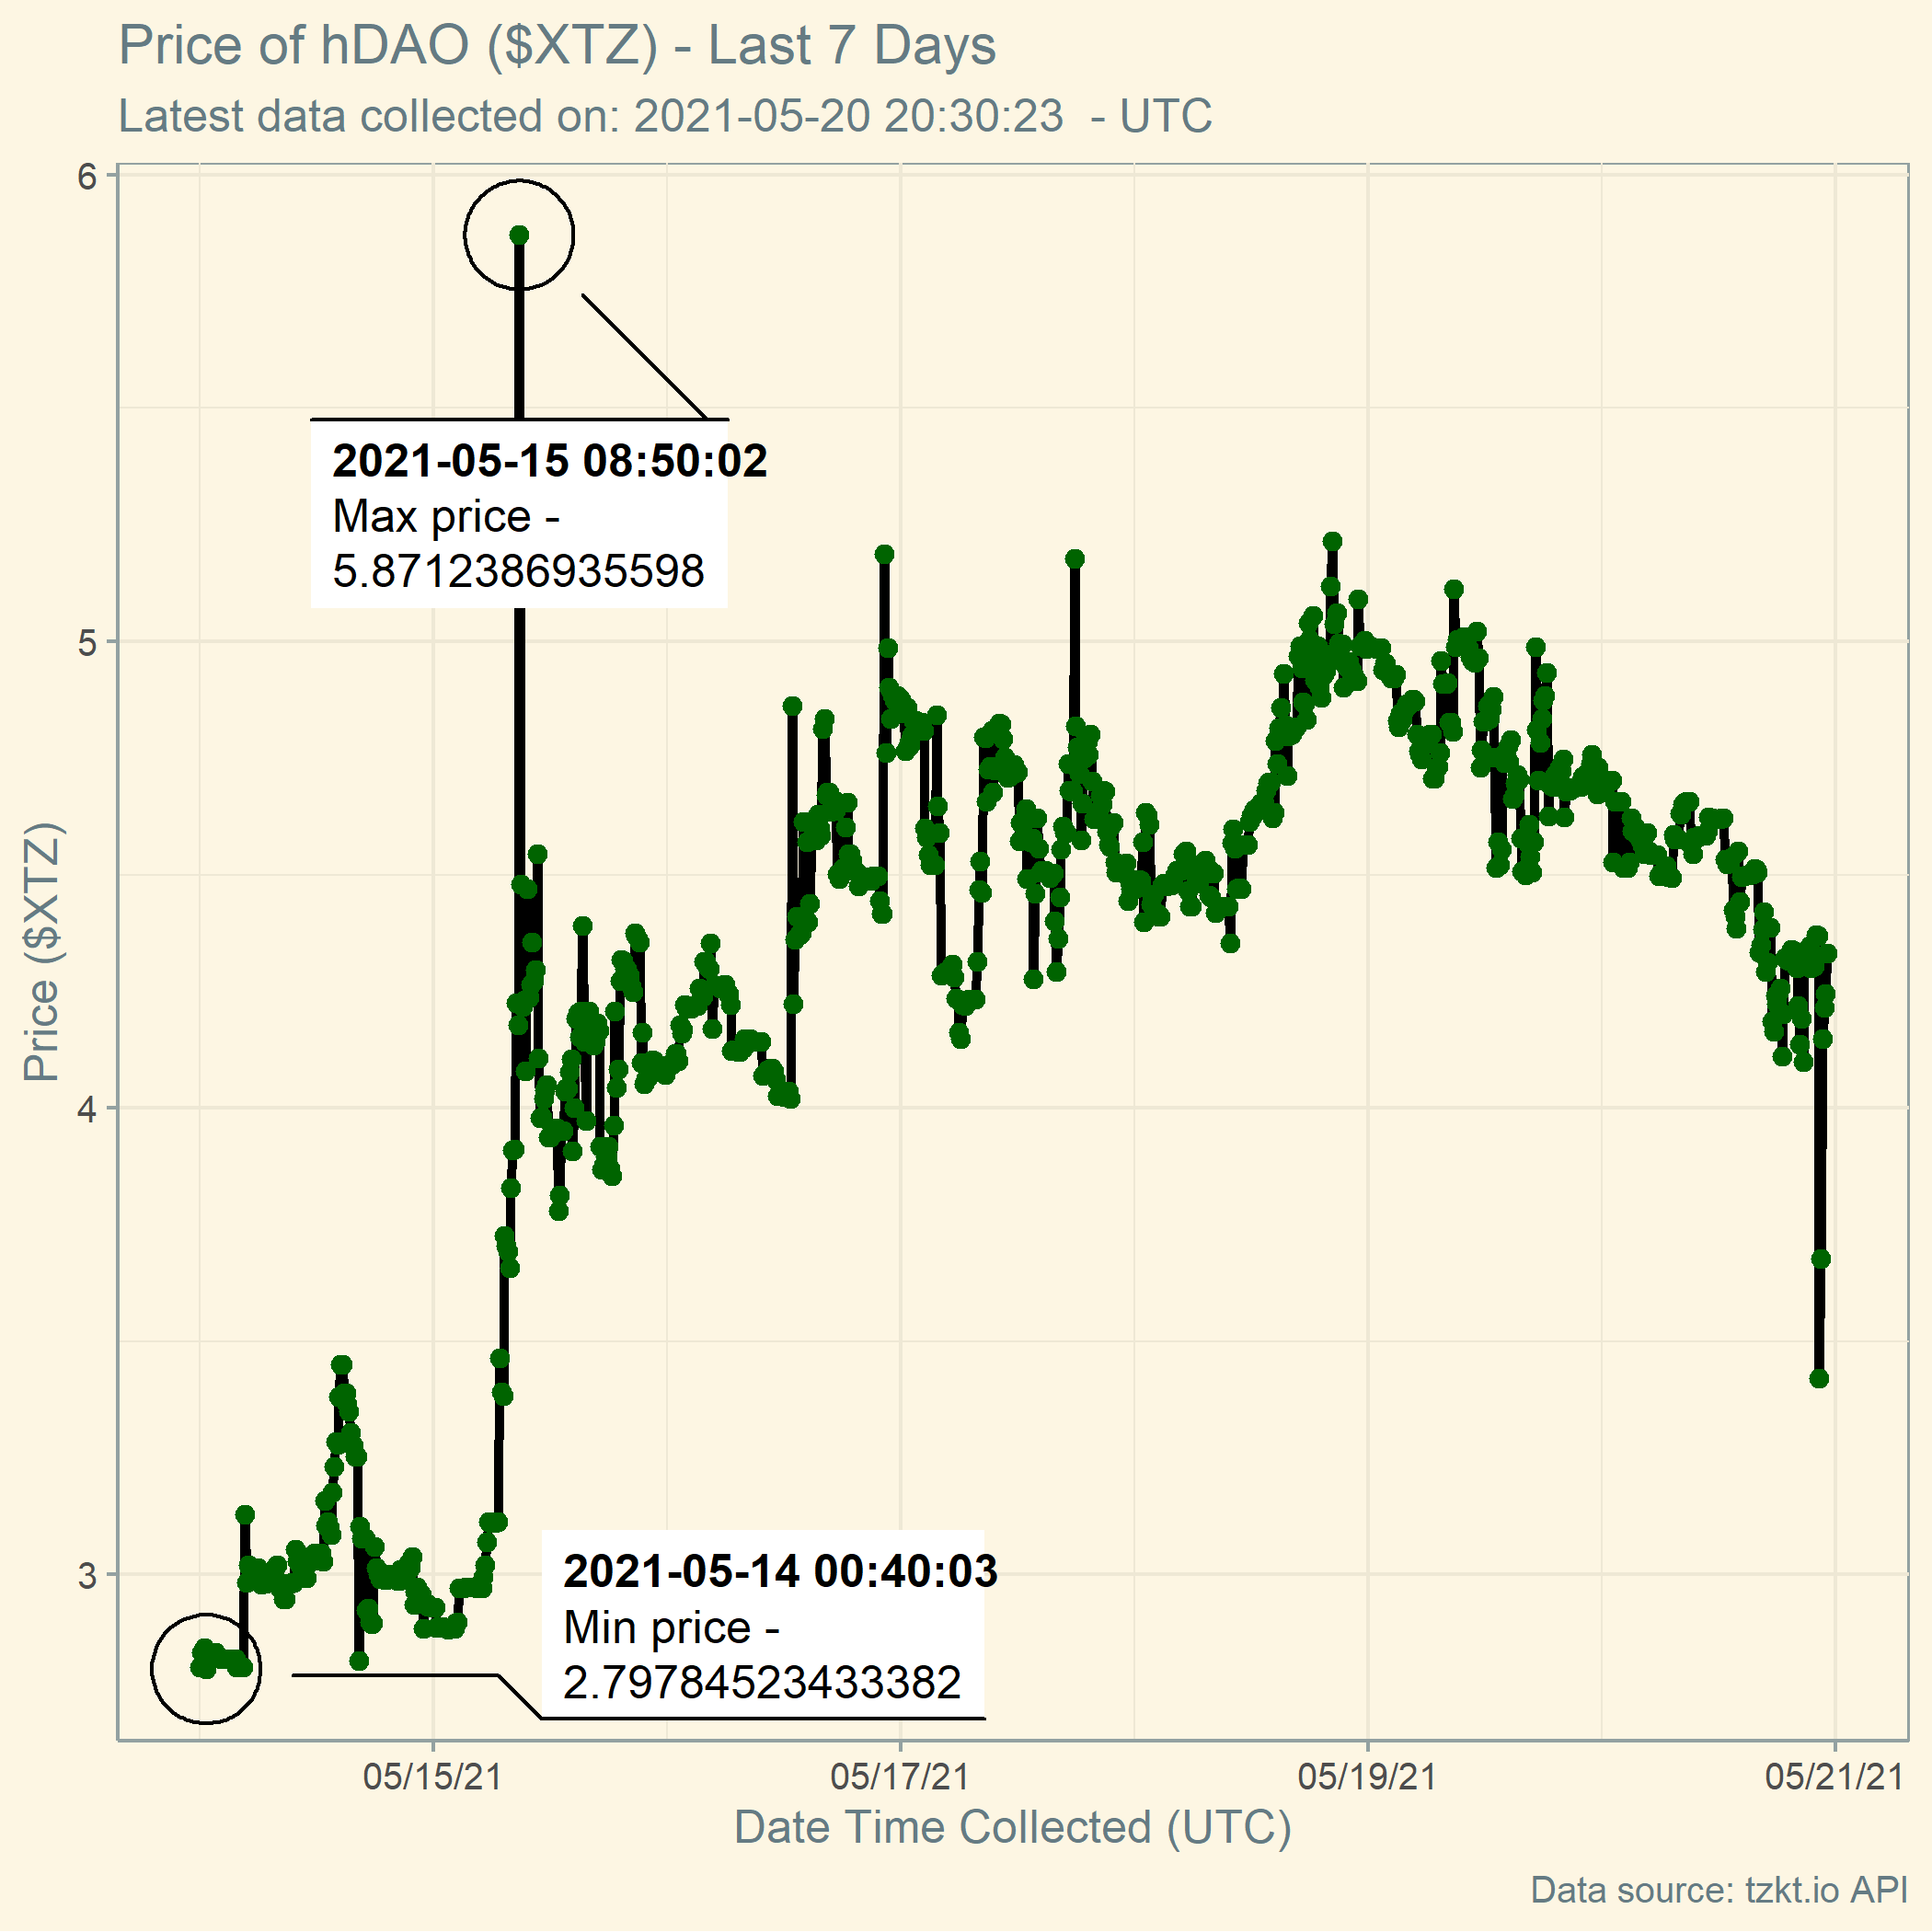 Price of hDAO ($XTZ) - Last 7 Days
Latest data collected on: 2021-05-20 20:30:23  - UTC
6
5
4
3
Price ($XTZ)
2021-05-15 08:50:02
Max price -
5.8712386935598
2021-05-14 00:40:03
Min price -
2.79784523433382
05/15/21
05/17/21
05/19/21
05/21/21
Date Time Collected (UTC)
Data source: tzkt.io API